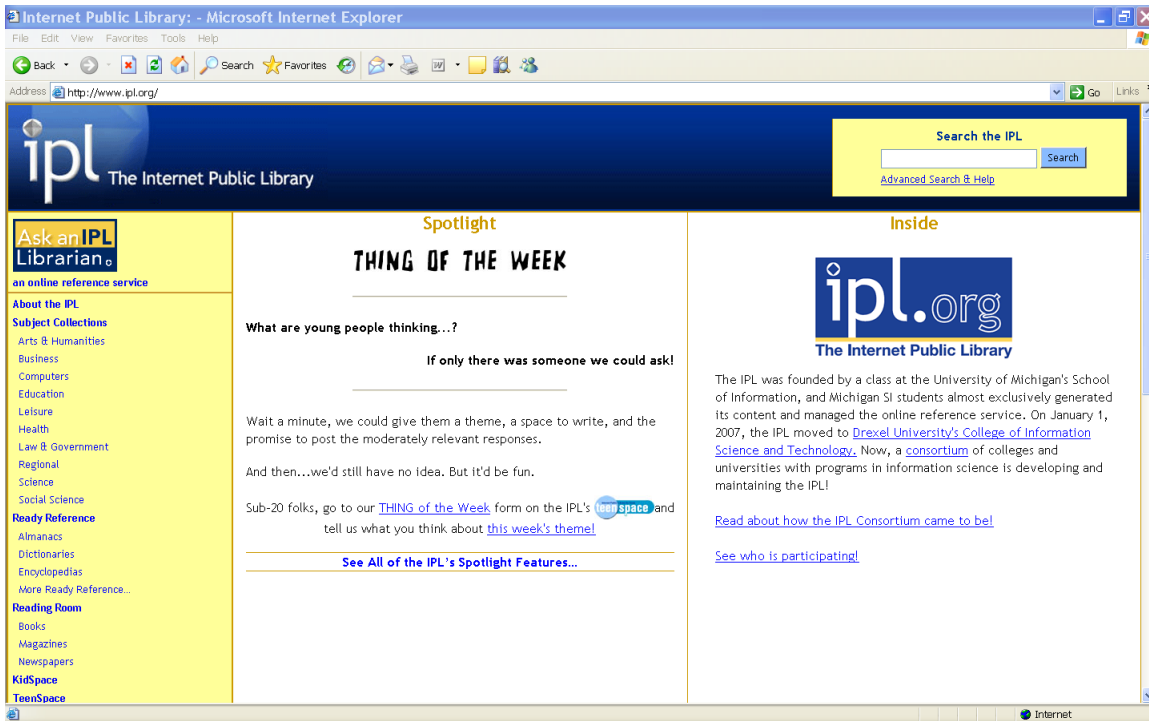 Internet Public Library: - Microsoft Internet Explorer
File Edit View Favorites Tools Help
Back Search Favorites
Address http://www.ipl.org/ Go Links
ipl The Internet Public Library
Search the IPL
Search
Advanced Search & Help
Ask an IPL
Librarian
an online reference service
About the IPL
Subject Collections
Arts & Humanities
Business
Computers
Education
Leisure
Health
Law & Government
Regional
Science
Social Science
Ready Reference
Almanacs
Dictionaries
Encyclopedias
More Ready Reference...
Reading Room
Books
Magazines
Newspapers
KidSpace
TeenSpace
Spotlight
THING OF THE WEEK
What are young people thinking...?
If only there was someone we could ask!
Wait a minute, we could give them a theme, a space to write, and the
promise to post the moderately relevant responses.
And then...we'd still have no idea. But it'd be fun.
Sub-20 folks, go to our THING of the Week form on the IPL's teenspace and
tell us what you think about this week's theme!
See All of the IPL's Spotlight Features...
Inside
ipl.org
The Internet Public Library
The IPL was founded by a class at the University of Michigan's School
of Information, and Michigan SI students almost exclusively generated
its content and managed the online reference service. On January 1,
2007, the IPL moved to Drexel University's College of Information
Science and Technology. Now, a consortium of colleges and
universities with programs in information science is developing and
maintaining the IPL!
Read about how the IPL Consortium came to be!
See who is participating!
Internet